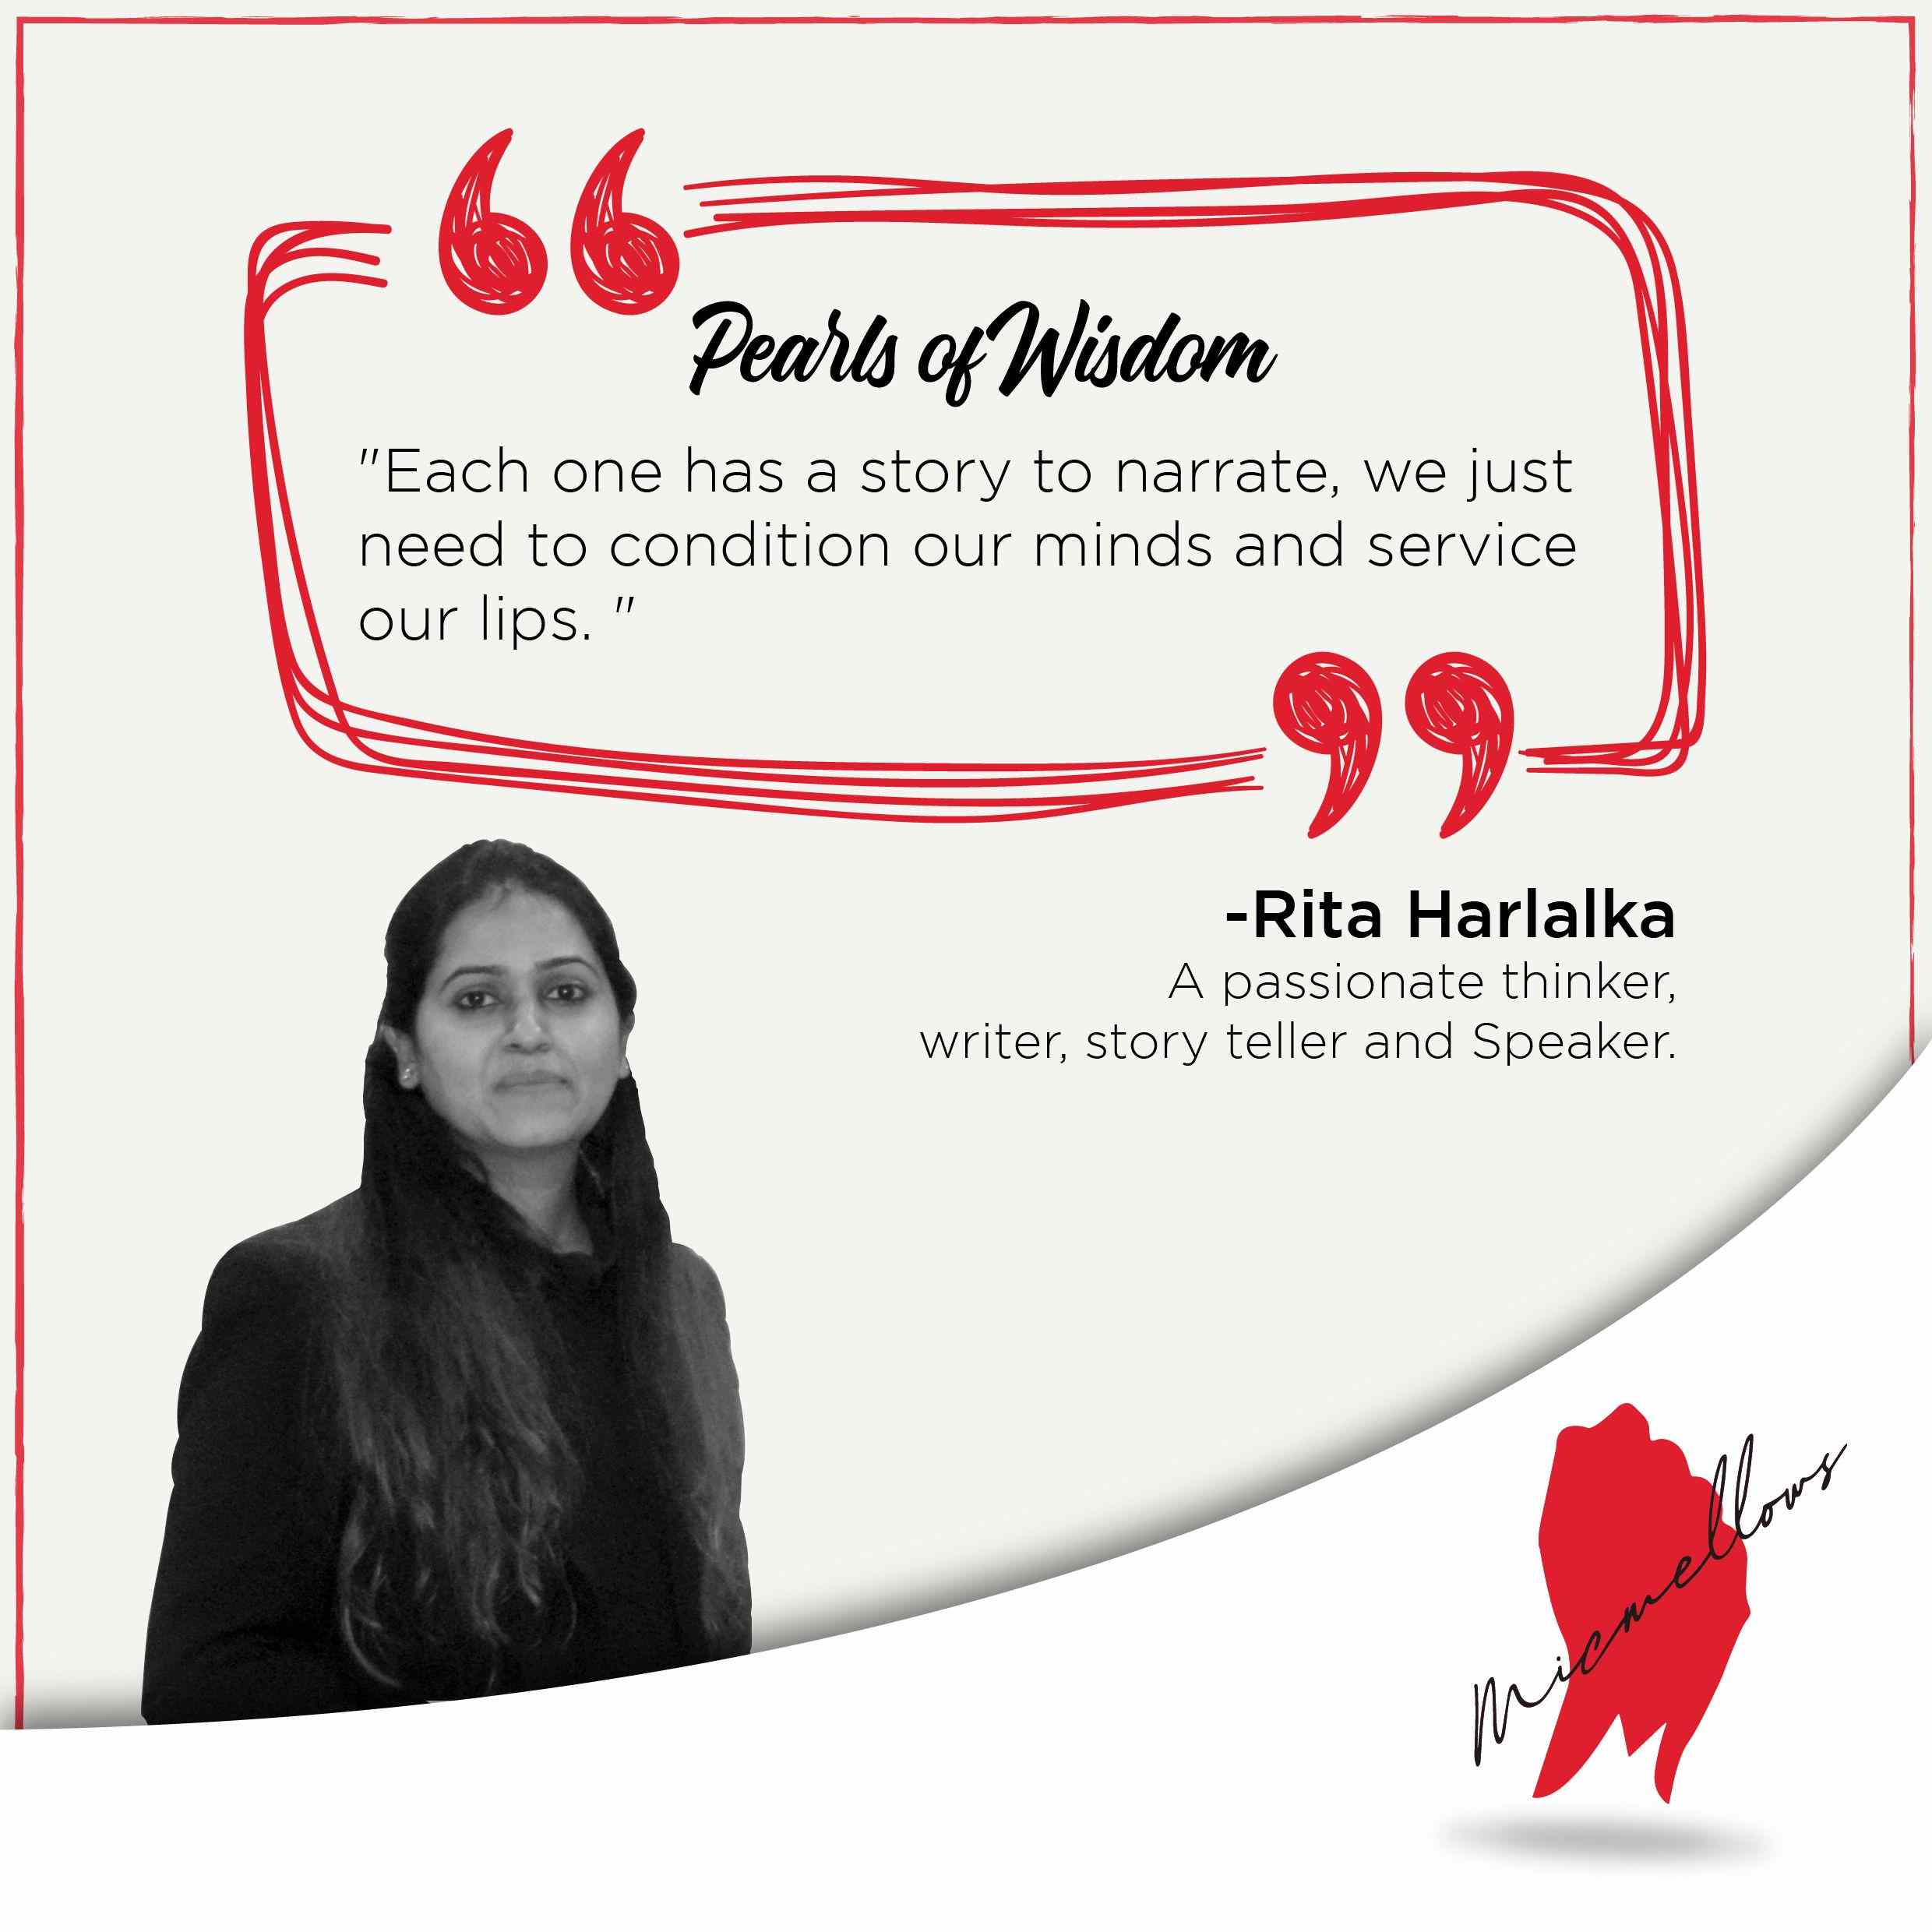 Pearls of Wisdom
"Each one has a story to narrate, we just
need to condition our minds and service
our lips. "
-Rita Harlalka
A passionate thinker,
writer, story teller and Speaker.
Micmellows